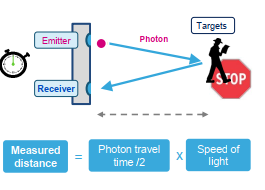 Targets
Emitter
Photon
Receiver
STOP
Measured
distance
=
Photon travel
time /2
X
Speed of
light